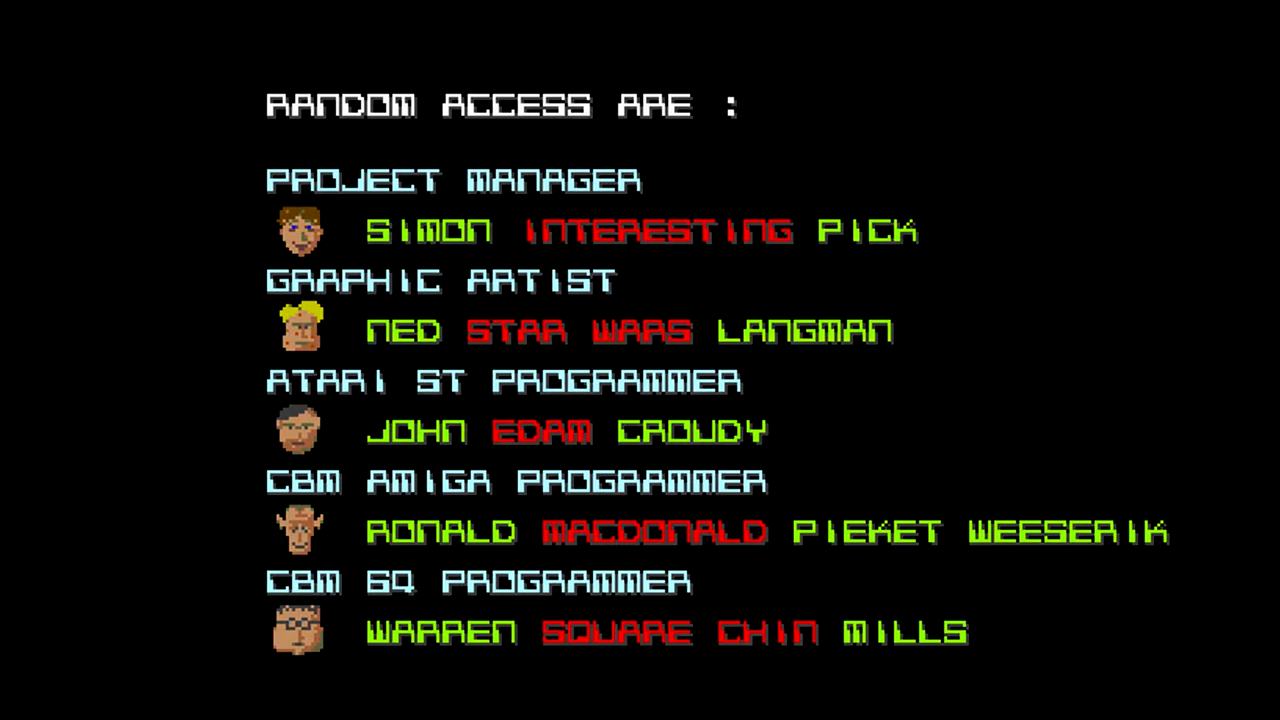 RANDOM ACCESS ARE :
PROJECT MANAGER
SIMON INTERESTING PICK
GRAPHIC ARTIST
NED STAR WARS LANGMAN
ATARI ST PROGRAMMER
JOHN EDAM CROUDY
CBM AMIGA PROGRAMMER
RONALD MACDONALD PIEKET WEESERIK
CBM 64 PROGRAMMER
WARREN SQUARE CHIN MILLS